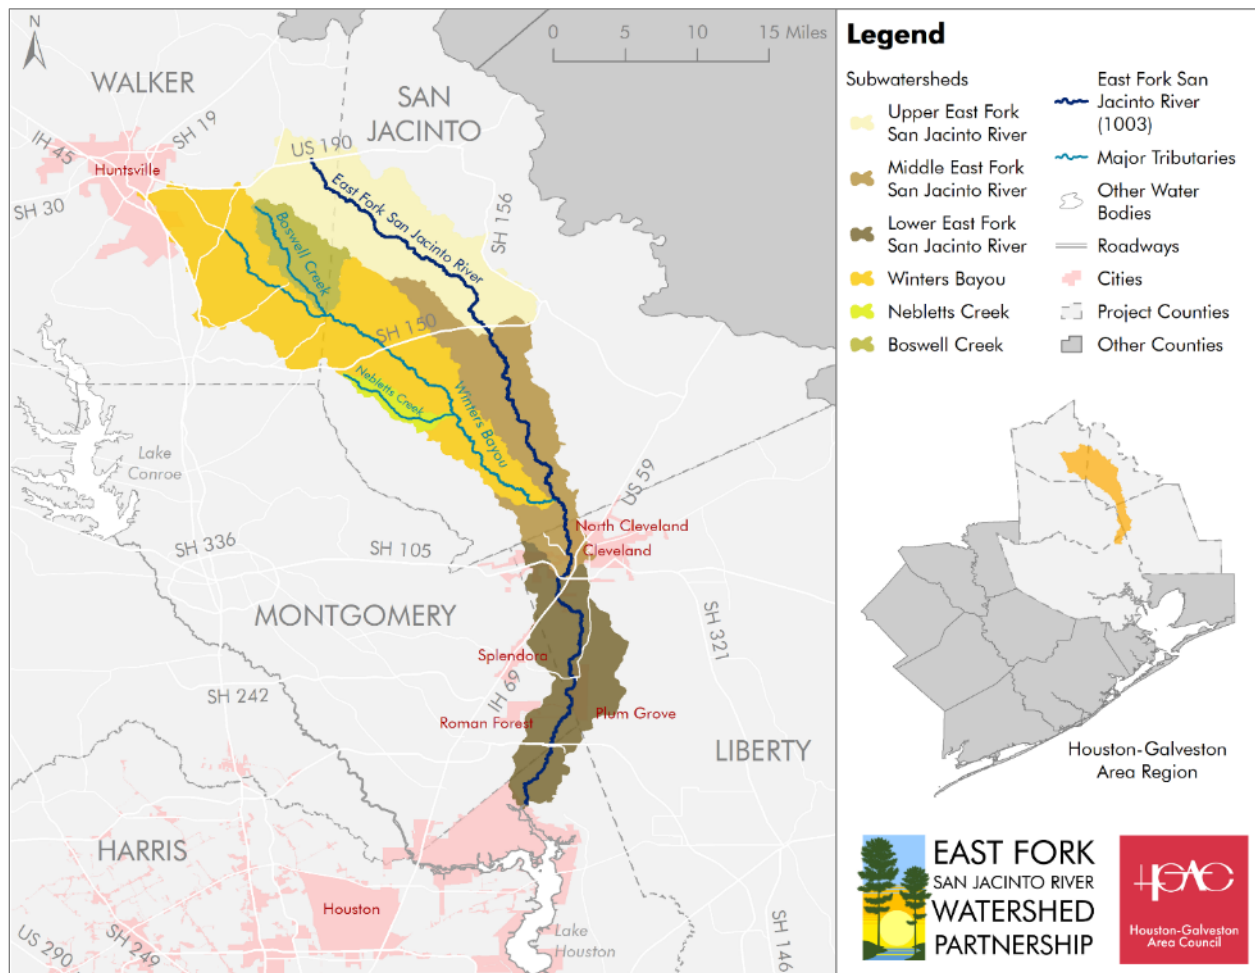 N
0
5
10
15 Miles
WALKER
SAN
JACINTO
IH 45
SH 19
US 190
Huntsville
SH 30
SH 156
East Fork San Jacinto River
Boswell Creek
SH 150
Nebletts Creek
Winters Bayou
Lake
Conroe
US 59
North Cleveland
Cleveland
SH 336
SH 105
MONTGOMERY
SH 321
Splendora
IH 69
SH 242
Roman Forest
Plum Grove
LIBERTY
HARRIS
Houston
Lake
Houston
US 290
SH 249
SH 146
Legend
Subwatersheds
Upper East Fork
San Jacinto River
Middle East Fork
San Jacinto River
Lower East Fork
San Jacinto River
Winters Bayou
Nebletts Creek
Boswell Creek
East Fork San
Jacinto River
(1003)
Major Tributaries
Other Water
Bodies
Roadways
Cities
Project Counties
Other Counties
Houston-Galveston
Area Region
EAST FORK
SAN JACINTO RIVER
WATERSHED
PARTNERSHIP
HGAC
Houston-Galveston
Area Council